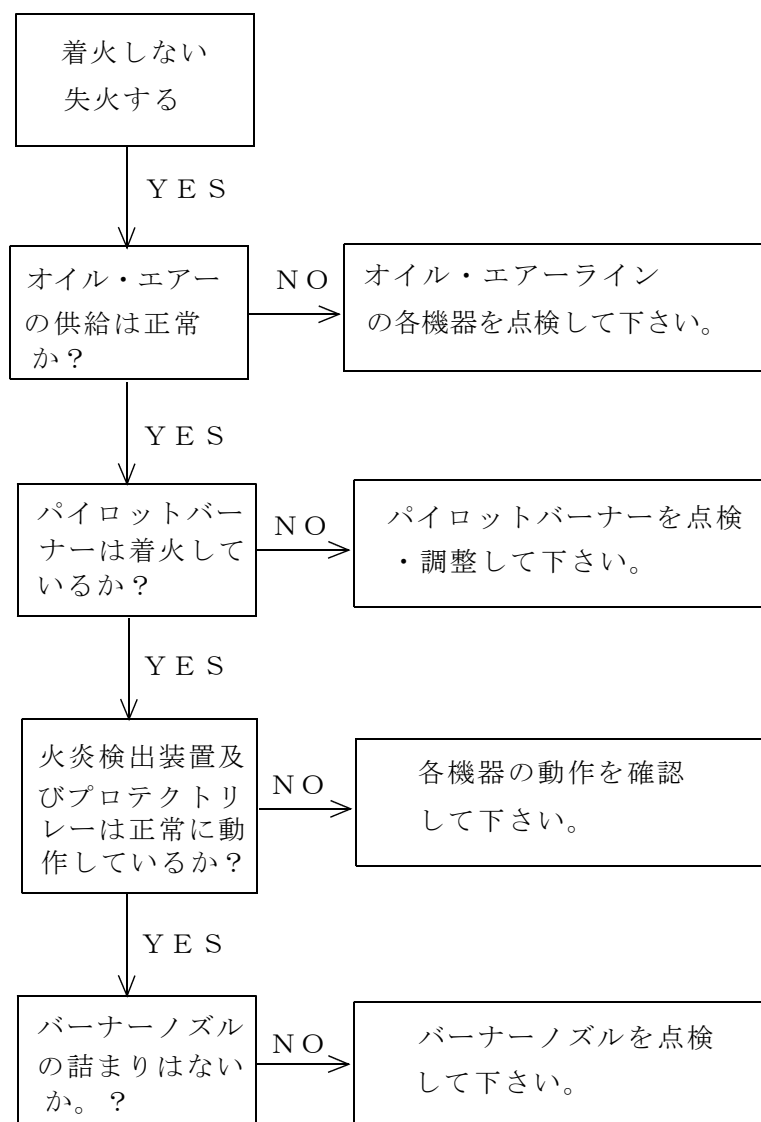 着火しない
失火する
ＹＥＳ
オイル・エアー
の供給は正常
か？
ＮＯ
オイル・エアーライン
の各機器を点検して下さい。
ＹＥＳ
パイロットバー
ナーは着火して
いるか？
ＮＯ
パイロットバーナーを点検
・調整して下さい。
ＹＥＳ
火炎検出装置及
びプロテクトリ
レーは正常に動
作しているか？
ＮＯ
各機器の動作を確認
して下さい。
ＹＥＳ
バーナーノズル
の詰まりはない
か。？
ＮＯ
バーナーノズルを点検
して下さい。